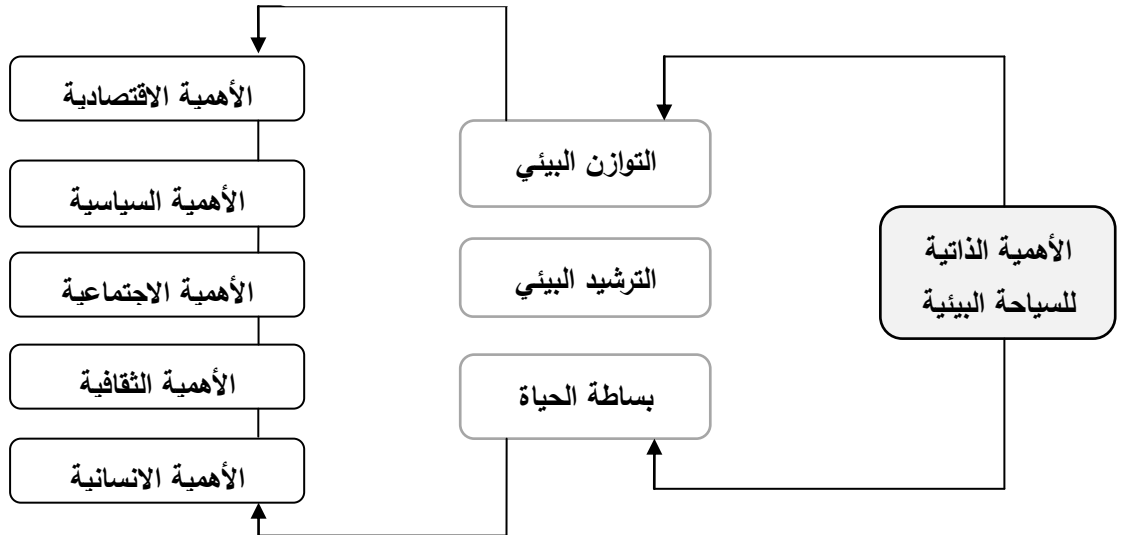 الأهمية الذاتية
للسياحة البيئية
التوازن البيئي
الترشيد البيئي
بساطة الحياة
الأهمية الاقتصادية
الأهمية السياسية
الأهمية الاجتماعية
الأهمية الثقافية
الأهمية الانسانية